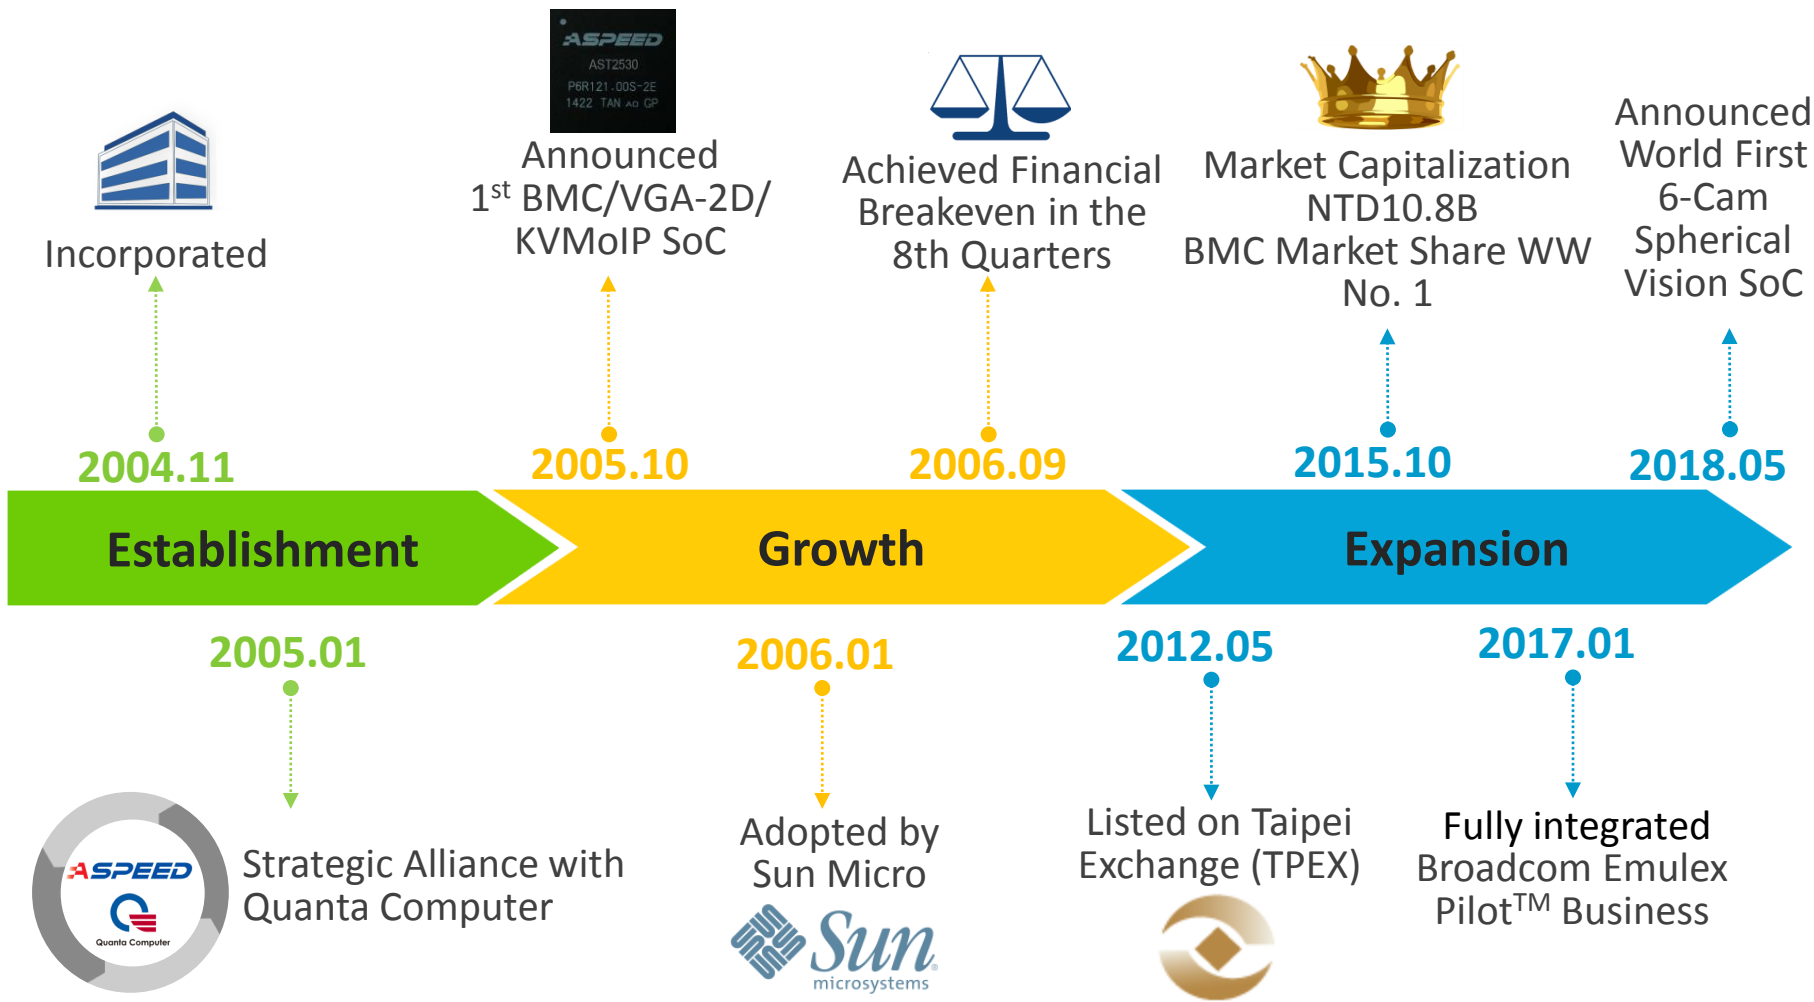 ASPEED
AST2530
P6R121.00S-2E
1422 TAN AO GP
Incorporated
Announced
1st BMC/VGA-2D/
KVMoIP SoC
Achieved Financial
Breakeven in the
8th Quarters
Market Capitalization
NTD10.8B
BMC Market Share WW
No. 1
Announced
World First
6-Cam
Spherical
Vision SoC
2004.11
2005.10
2006.09
2015.10
2018.05
Establishment
Growth
Expansion
2005.01
2006.01
2012.05
2017.01
ASPEED
Quanta Computer
Strategic Alliance with
Quanta Computer
Adopted by
Sun Micro
Sun
microsystems
Listed on Taipei
Exchange (TPEX)
Fully integrated
Broadcom Emulex
Pilot™ Business